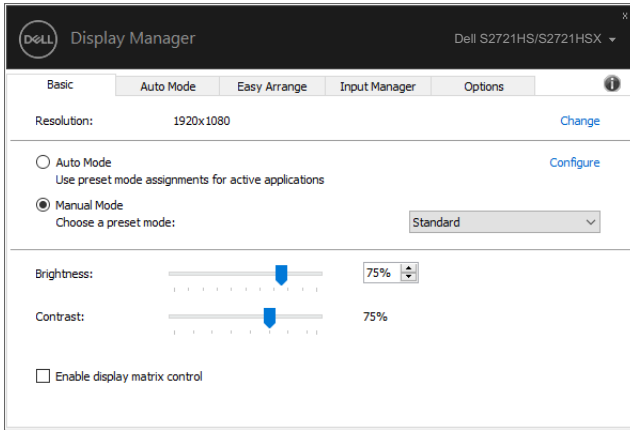 DELL Display Manager Dell S2721HS/S2721HSX x
Basic Auto Mode Easy Arrange Input Manager Options i
Resolution: 1920x1080 Change
Auto Mode Configure
Use preset mode assignments for active applications
Manual Mode
Choose a preset mode: Standard
Brightness: 75%
Contrast: 75%
Enable display matrix control